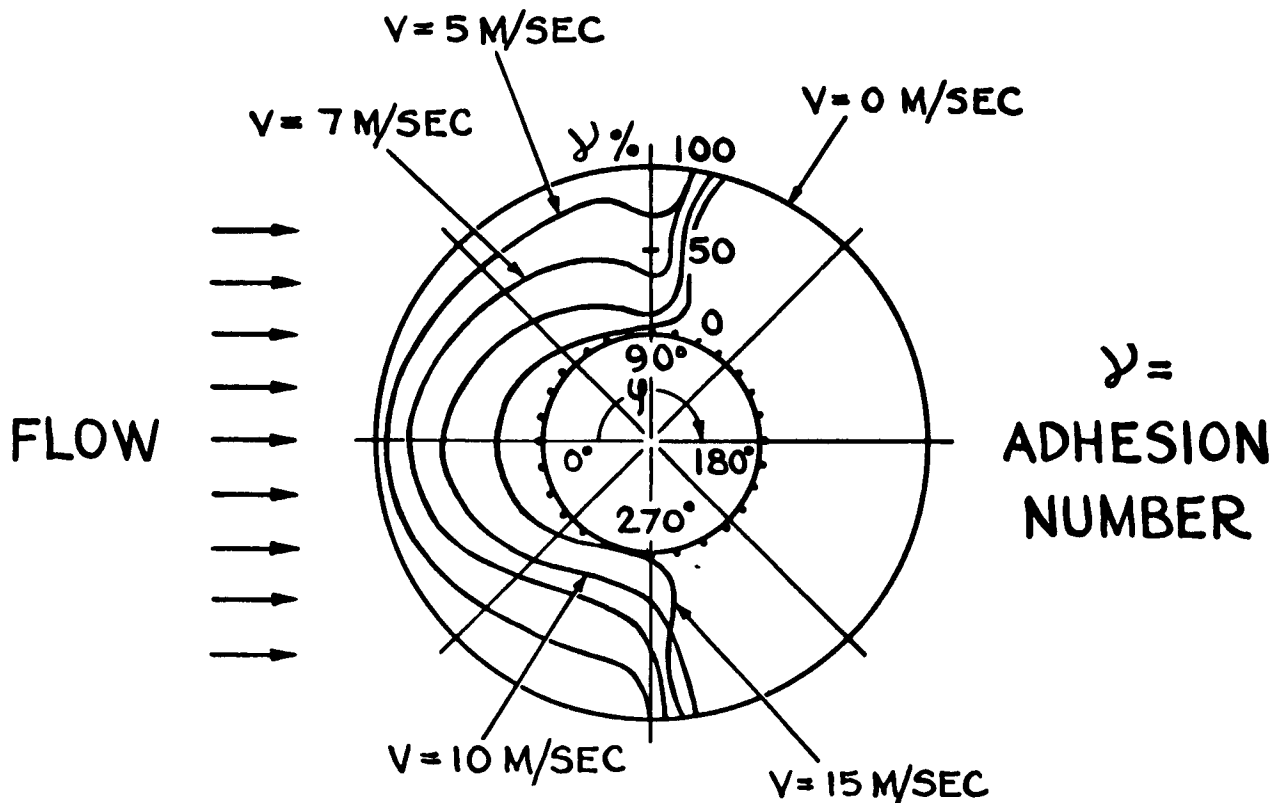 V= 5 M/SEC
V= 7 M/SEC
V= 0 M/SEC
γ% 100
50
0
90°
φ
0° 180°
270°
FLOW
γ =
ADHESION
NUMBER
V= 10 M/SEC
V= 15 M/SEC